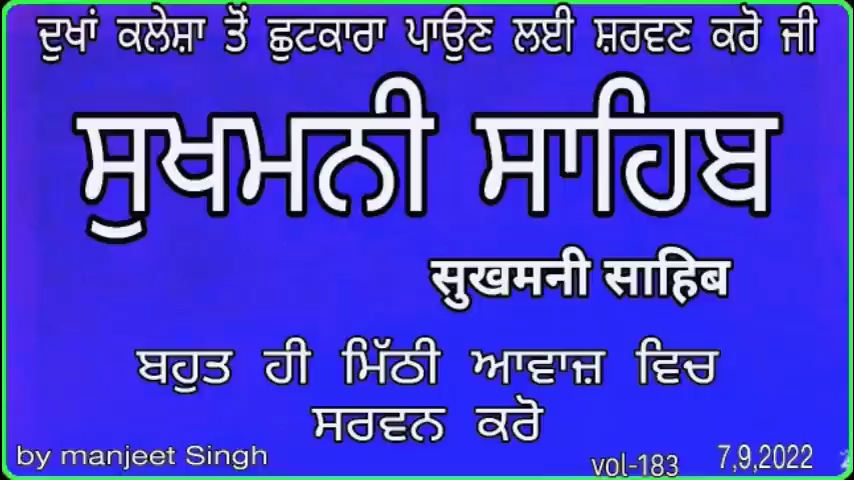 ਦੁਖਾਂ ਕਲੇਸ਼ਾ ਤੋਂ ਛੁਟਕਾਰਾ ਪਾਉਣ ਲਈ ਸ਼ਰਵਣ ਕਰੋ ਜੀ
ਸੁਖਮਨੀ ਸਾਹਿਬ
सुखमनी साहिब
ਬਹੁਤ ਹੀ ਮਿੱਠੀ ਆਵਾਜ਼ ਵਿਚ
ਸਰਵਨ ਕਰੋ
by manjeet Singh vol-183 7,9,2022